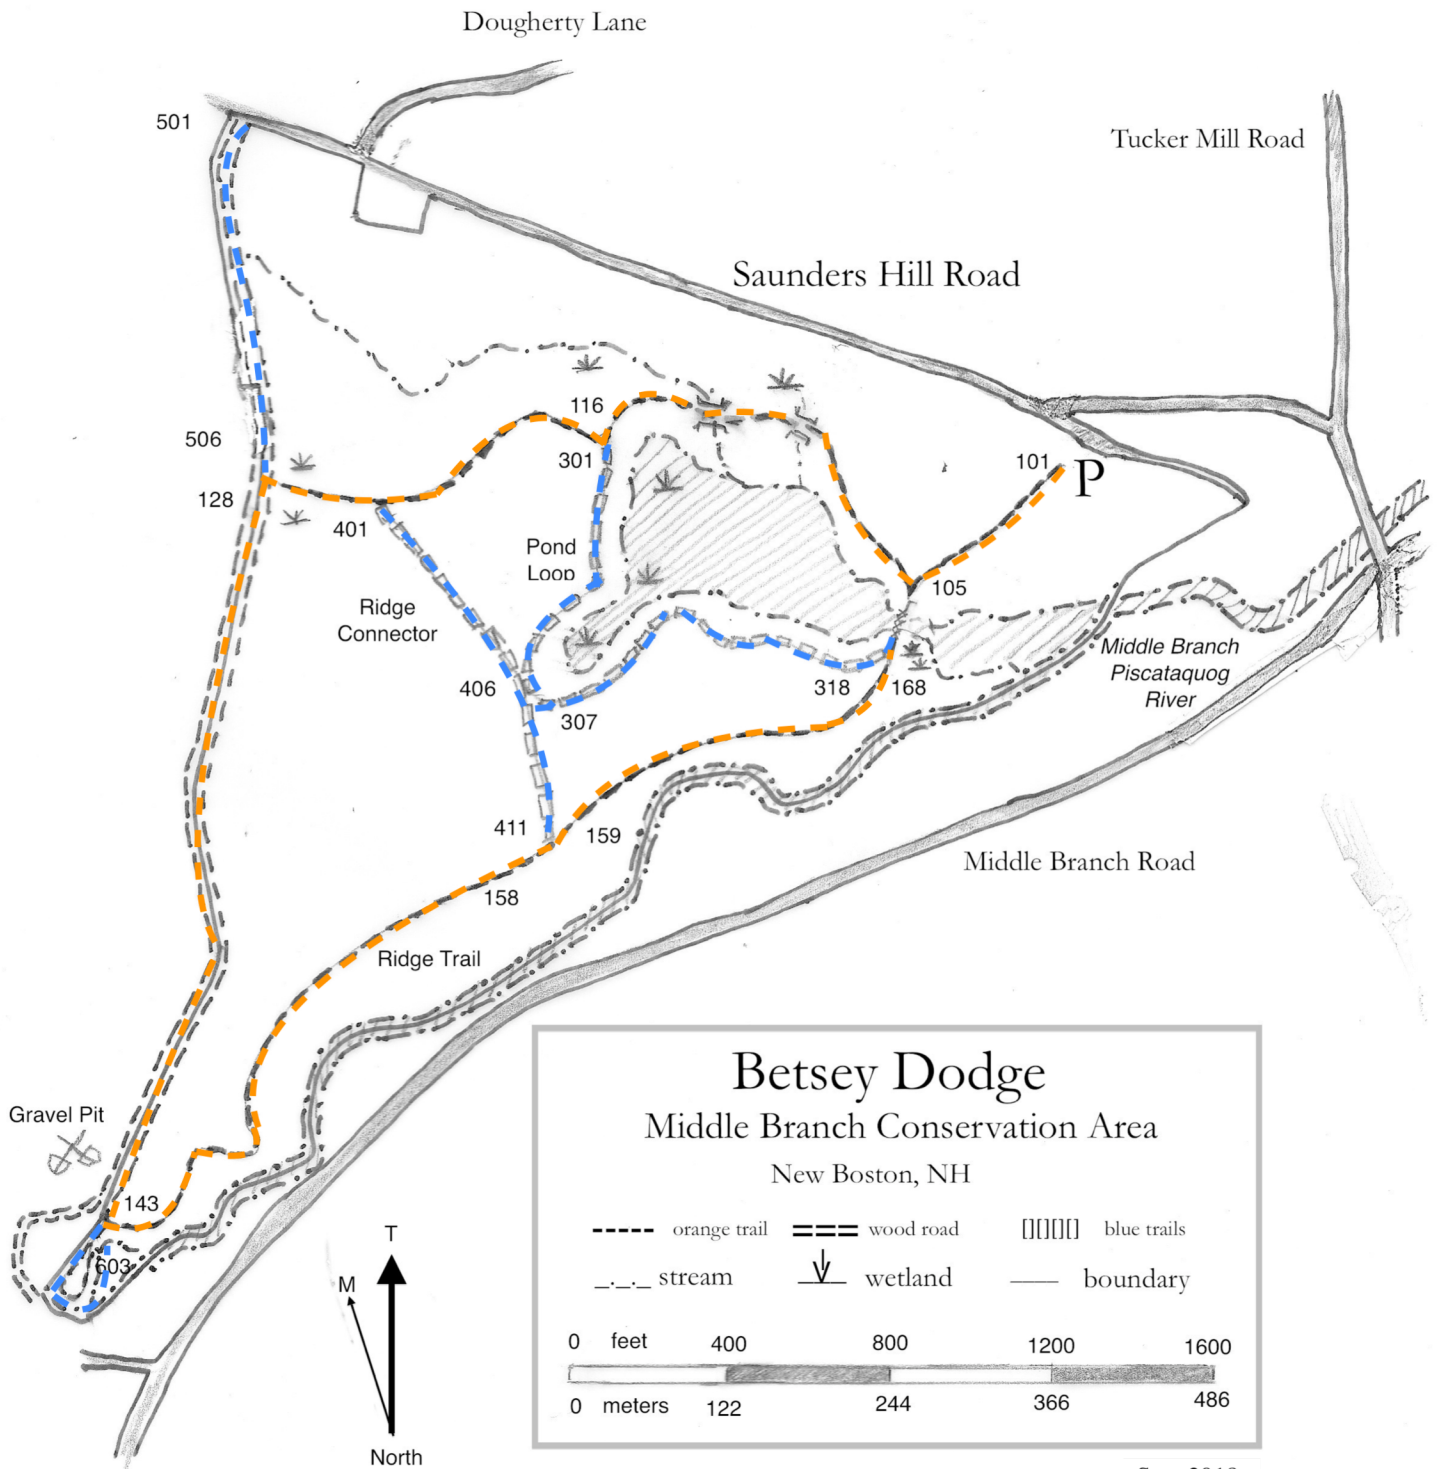 Dougherty Lane
501
Tucker Mill Road
Saunders Hill Road
116
506
301
101
P
128
401
Pond
Loop
105
Ridge
Connector
Middle Branch
Piscataquog
River
406
318
168
307
411
159
Middle Branch Road
158
Ridge Trail
Betsey Dodge
Middle Branch Conservation Area
New Boston, NH
Gravel Pit
143
orange trail
wood road
[][][][] blue trails
603
T
stream
wetland
boundary
M
0 feet 400 800 1200 1600
0 meters 122 244 366 486
North